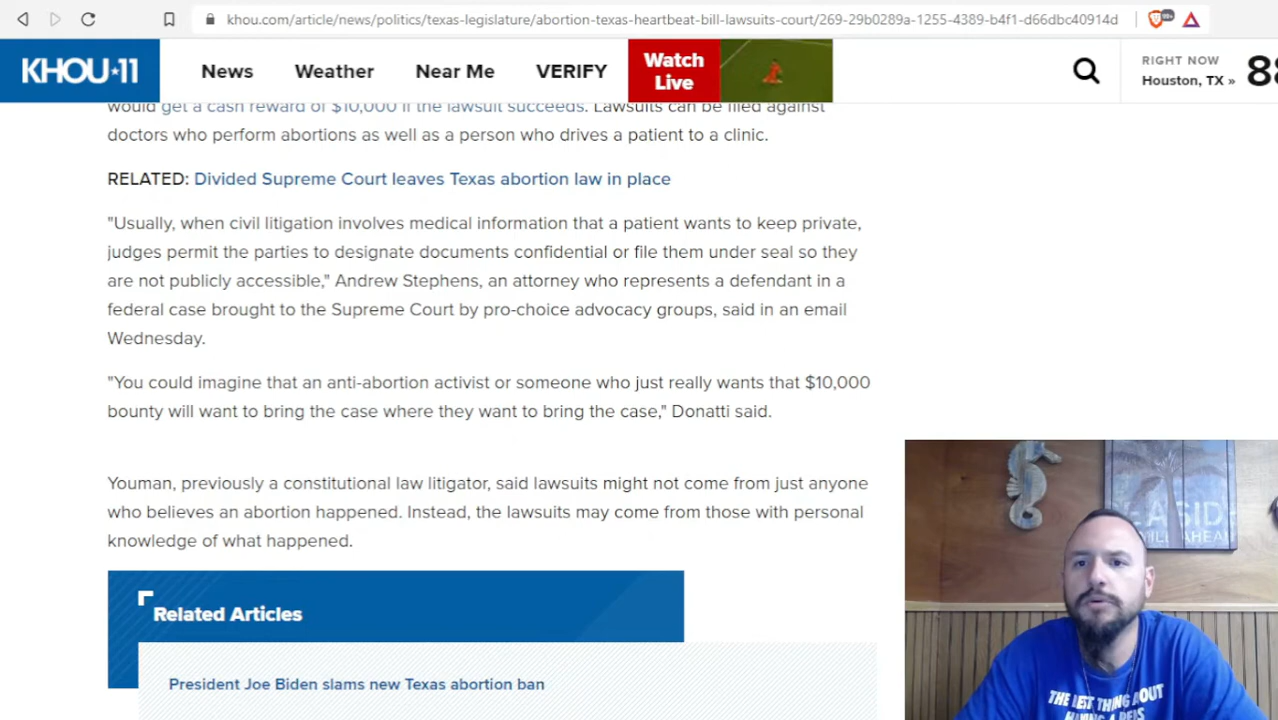 khou.com/article/news/politics/texas-legislature/abortion-texas-heartbeat-bill-lawsuits-court/269-29b0289a-1255-4389-b4f1-d66dbc40914d
99+
KHOU★11
News
Weather
Near Me
VERIFY
Watch
Live
RIGHT NOW
Houston, TX »
88
would get a cash reward of $10,000 if the lawsuit succeeds. Lawsuits can be filed against
doctors who perform abortions as well as a person who drives a patient to a clinic.
RELATED: Divided Supreme Court leaves Texas abortion law in place
"Usually, when civil litigation involves medical information that a patient wants to keep private,
judges permit the parties to designate documents confidential or file them under seal so they
are not publicly accessible," Andrew Stephens, an attorney who represents a defendant in a
federal case brought to the Supreme Court by pro-choice advocacy groups, said in an email
Wednesday.
"You could imagine that an anti-abortion activist or someone who just really wants that $10,000
bounty will want to bring the case where they want to bring the case," Donatti said.
Youman, previously a constitutional law litigator, said lawsuits might not come from just anyone
who believes an abortion happened. Instead, the lawsuits may come from those with personal
knowledge of what happened.
Related Articles
President Joe Biden slams new Texas abortion ban
THE BEST THING ABOUT